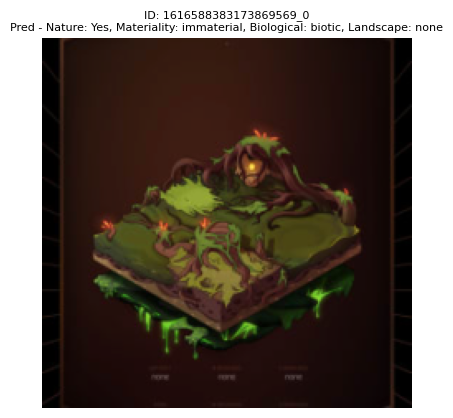 ID: 1616588383173869569_0
Pred - Nature: Yes, Materiality: immaterial, Biological: biotic, Landscape: none
none none none